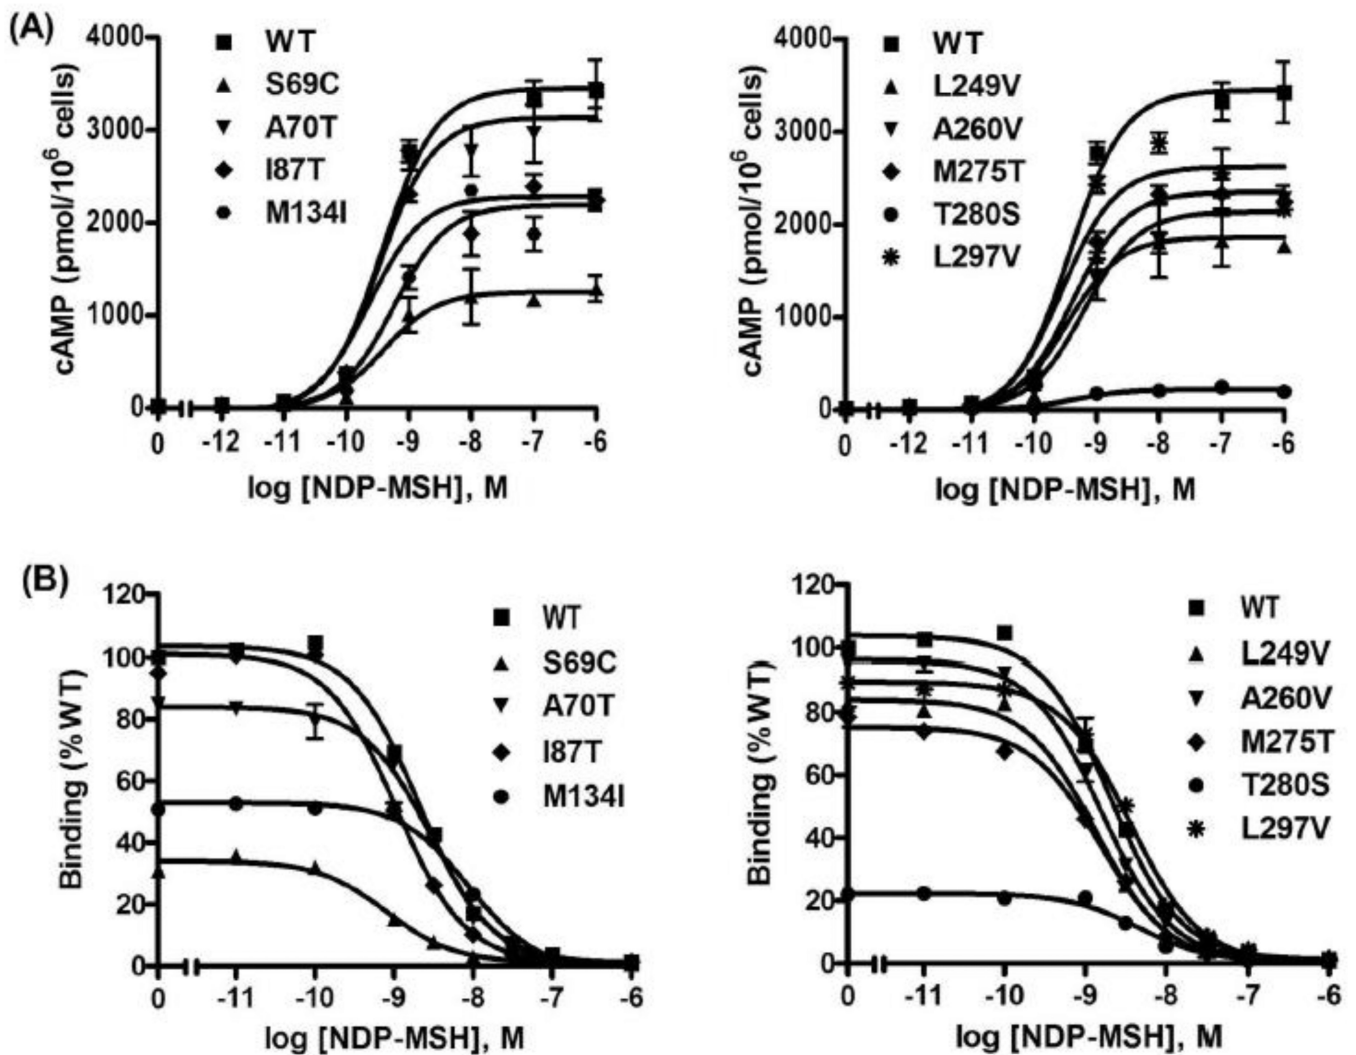 (A)
4000
3000
2000
1000
0
cAMP (pmol/10⁶ cells)
WT
S69C
A70T
I87T
M134I
0 -12 -11 -10 -9 -8 -7 -6
log [NDP-MSH], M
4000
3000
2000
1000
0
cAMP (pmol/10⁶ cells)
WT
L249V
A260V
M275T
T280S
L297V
0 -12 -11 -10 -9 -8 -7 -6
log [NDP-MSH], M
(B)
120
100
80
60
40
20
0
Binding (%WT)
WT
S69C
A70T
I87T
M134I
0 -11 -10 -9 -8 -7 -6
log [NDP-MSH], M
120
100
80
60
40
20
0
Binding (%WT)
WT
L249V
A260V
M275T
T280S
L297V
0 -11 -10 -9 -8 -7 -6
log [NDP-MSH], M